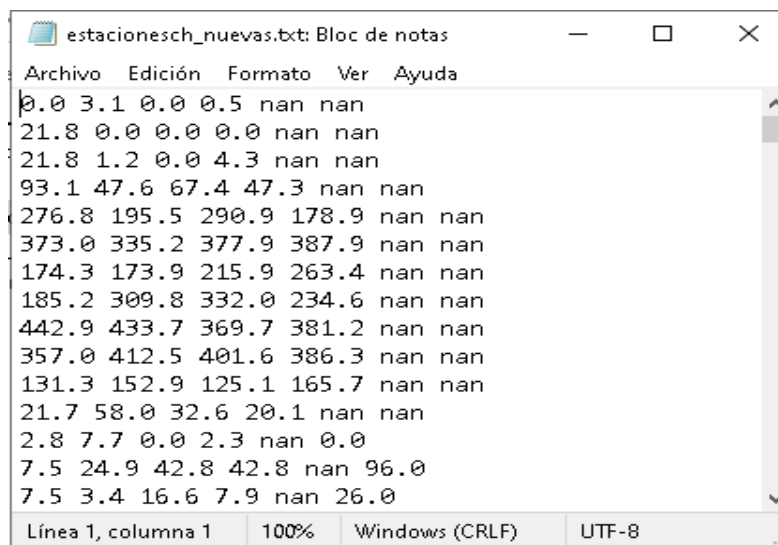 estacionesch_nuevas.txt: Bloc de notas
Archivo Edición Formato Ver Ayuda
0.0 3.1 0.0 0.5 nan nan
21.8 0.0 0.0 0.0 nan nan
21.8 1.2 0.0 4.3 nan nan
93.1 47.6 67.4 47.3 nan nan
276.8 195.5 290.9 178.9 nan nan
373.0 335.2 377.9 387.9 nan nan
174.3 173.9 215.9 263.4 nan nan
185.2 309.8 332.0 234.6 nan nan
442.9 433.7 369.7 381.2 nan nan
357.0 412.5 401.6 386.3 nan nan
131.3 152.9 125.1 165.7 nan nan
21.7 58.0 32.6 20.1 nan nan
2.8 7.7 0.0 2.3 nan 0.0
7.5 24.9 42.8 42.8 nan 96.0
7.5 3.4 16.6 7.9 nan 26.0
Línea 1, columna 1 100% Windows (CRLF) UTF-8